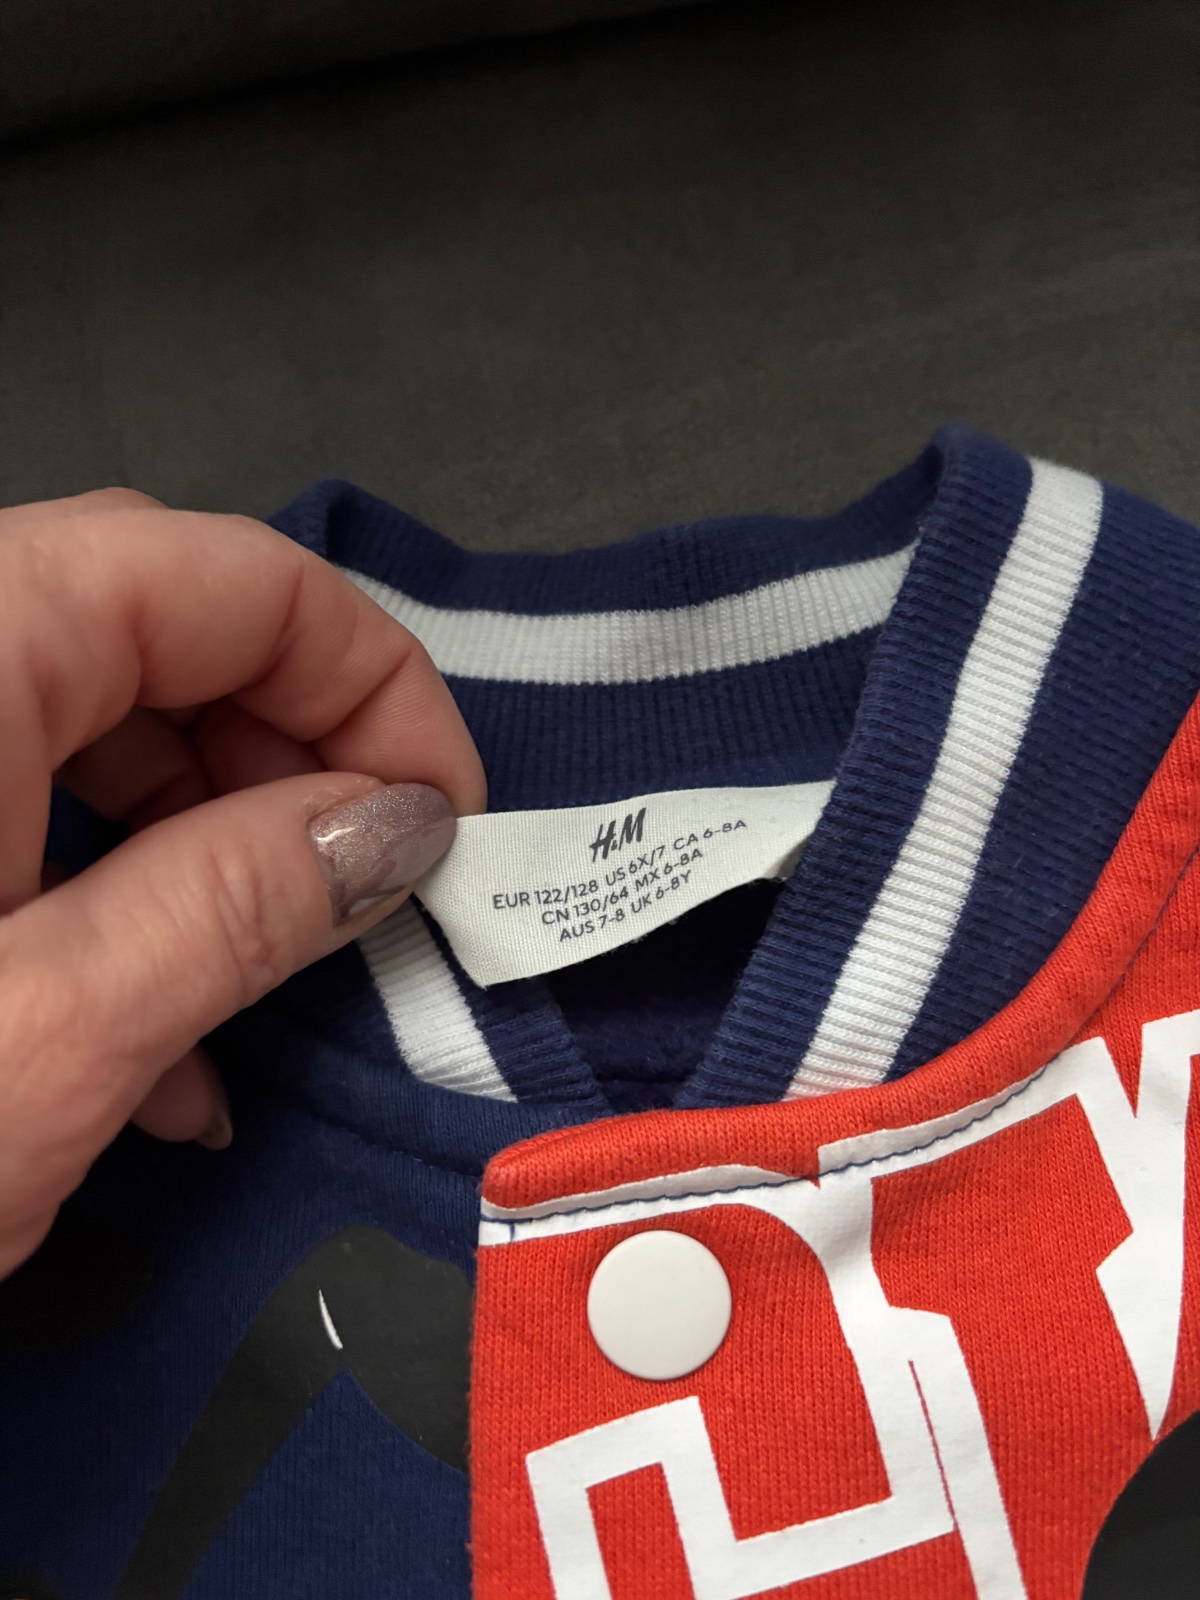 H&M
EUR 122/128 US 6X/7 CA 6-8A
CN 130/64 MX 6-8A
AUS 7-8 UK 6-8Y